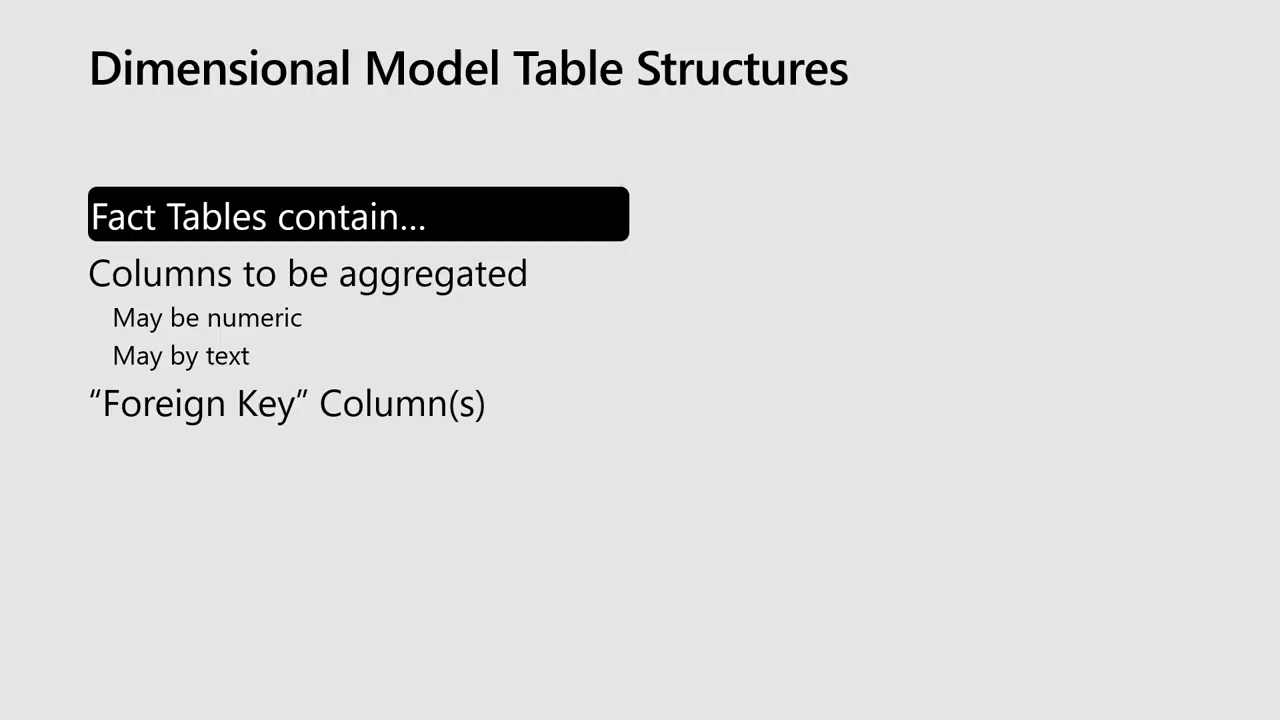 Dimensional Model Table Structures
Fact Tables contain...
Columns to be aggregated
May be numeric
May by text
“Foreign Key” Column(s)